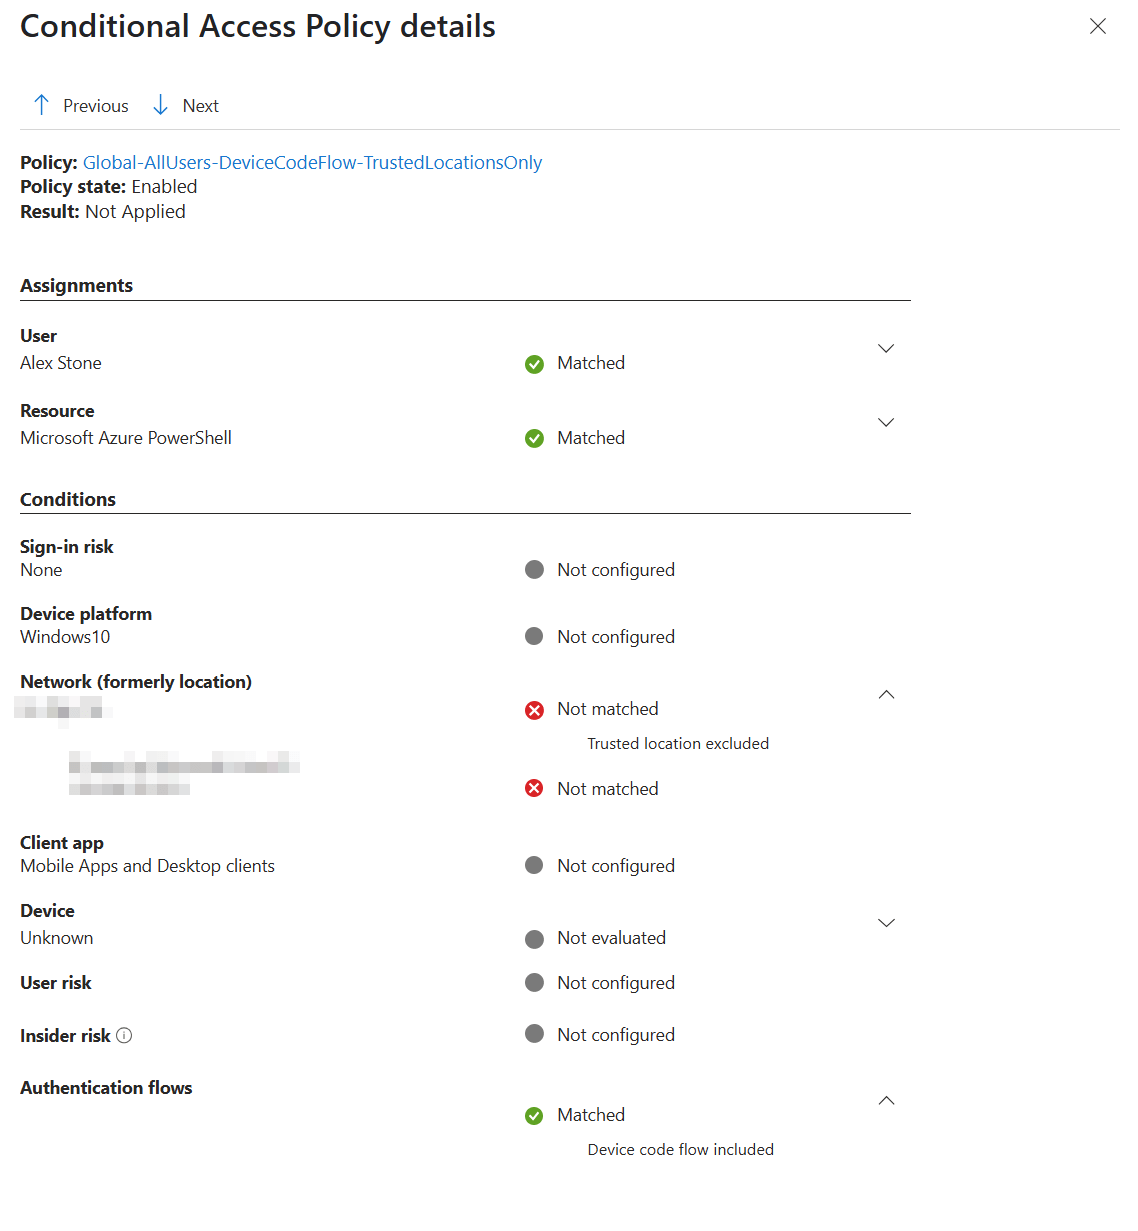 Conditional Access Policy details
Previous
Next
Policy: Global-AllUsers-DeviceCodeFlow-TrustedLocationsOnly
Policy state: Enabled
Result: Not Applied
Assignments
User
Alex Stone
Matched
Resource
Microsoft Azure PowerShell
Matched
Conditions
Sign-in risk
None
Not configured
Device platform
Windows10
Not configured
Network (formerly location)
Not matched
Trusted location excluded
Not matched
Client app
Mobile Apps and Desktop clients
Not configured
Device
Unknown
Not evaluated
User risk
Not configured
Insider risk
Not configured
Authentication flows
Matched
Device code flow included